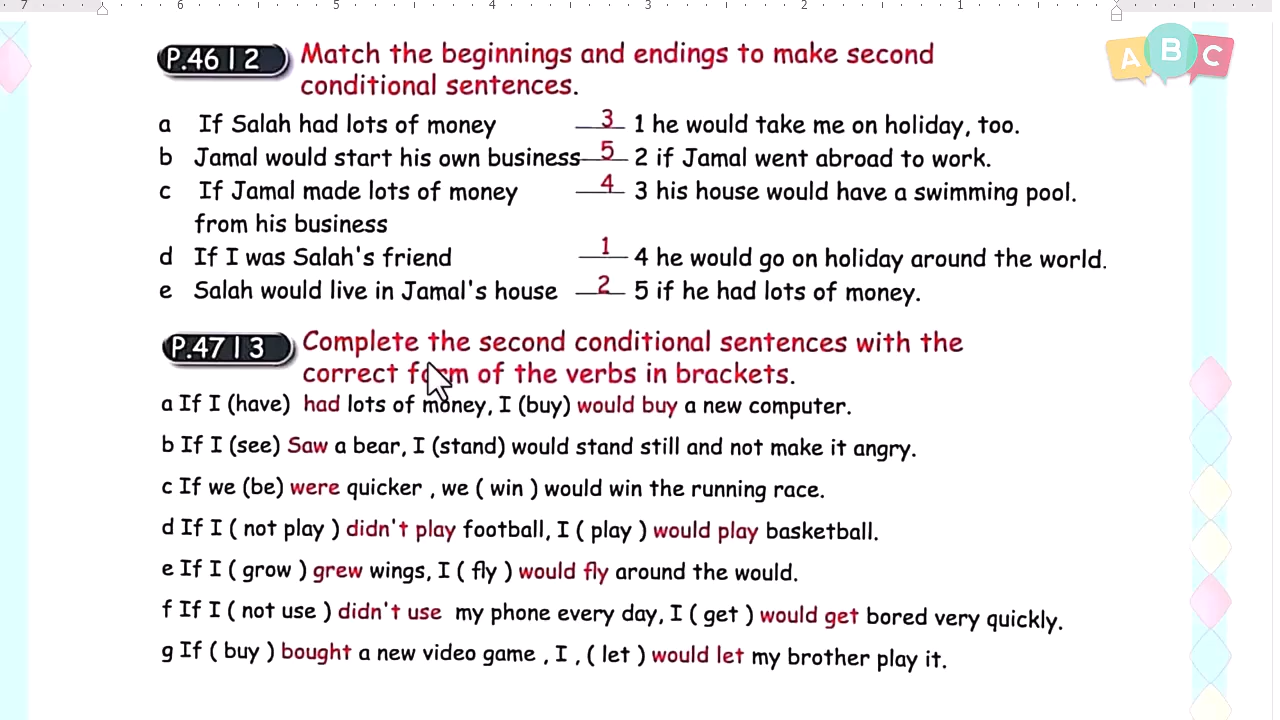 7 6 5 4 3 2 1
A B C
P.46 | 2 Match the beginnings and endings to make second
conditional sentences.
a If Salah had lots of money 3 1 he would take me on holiday, too.
b Jamal would start his own business 5 2 if Jamal went abroad to work.
c If Jamal made lots of money 4 3 his house would have a swimming pool.
from his business
d If I was Salah's friend 1 4 he would go on holiday around the world.
e Salah would live in Jamal's house 2 5 if he had lots of money.
P.47 | 3 Complete the second conditional sentences with the
correct form of the verbs in brackets.
a If I (have) had lots of money, I (buy) would buy a new computer.
b If I (see) Saw a bear, I (stand) would stand still and not make it angry.
c If we (be) were quicker , we ( win ) would win the running race.
d If I ( not play ) didn't play football, I ( play ) would play basketball.
e If I ( grow ) grew wings, I ( fly ) would fly around the would.
f If I ( not use ) didn't use my phone every day, I ( get ) would get bored very quickly.
g If ( buy ) bought a new video game , I , ( let ) would let my brother play it.